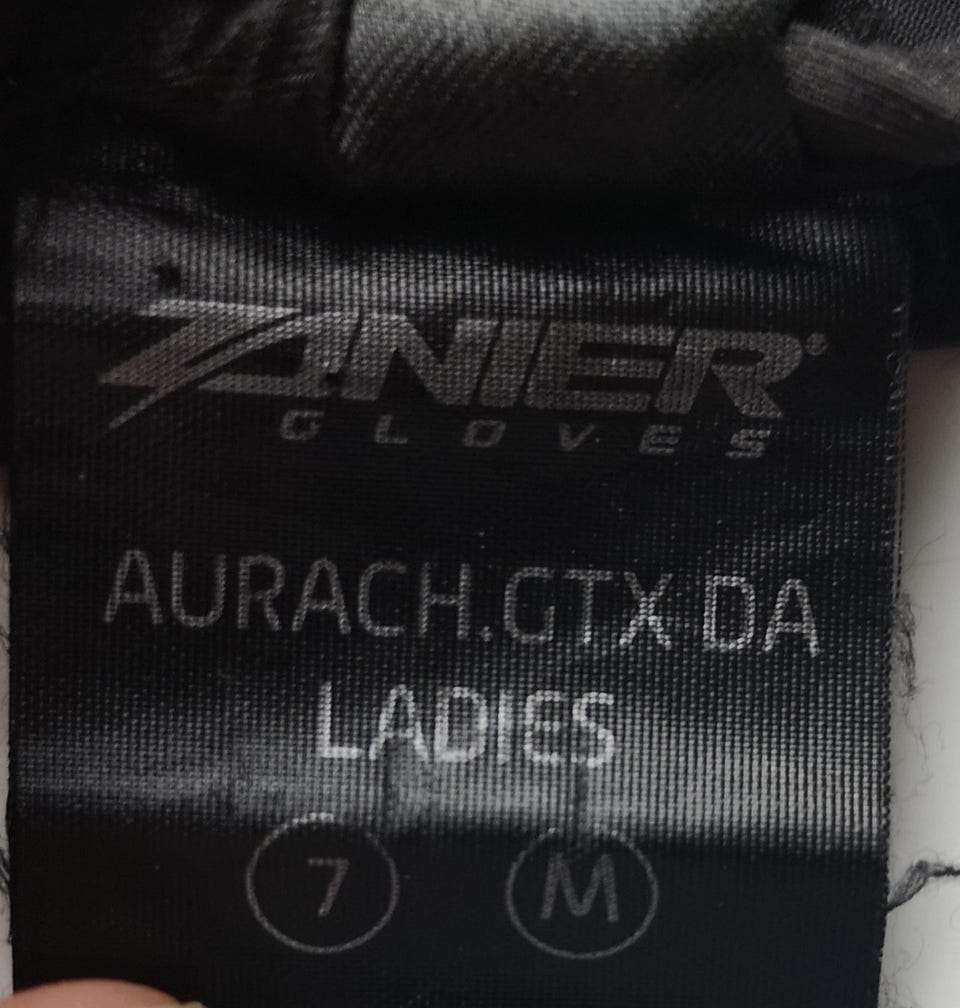 ZANIER®
GLOVES
AURACH.GTX DA
LADIES
7 M